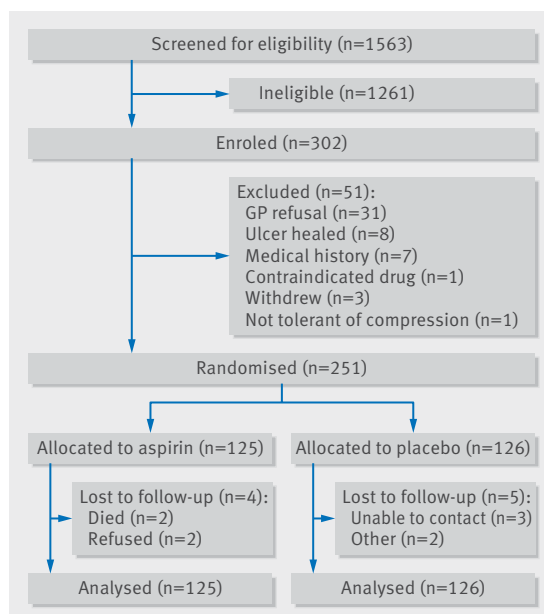 Screened for eligibility (n=1563)
Ineligible (n=1261)
Enroled (n=302)
Excluded (n=51):
GP refusal (n=31)
Ulcer healed (n=8)
Medical history (n=7)
Contraindicated drug (n=1)
Withdrew (n=3)
Not tolerant of compression (n=1)
Randomised (n=251)
Allocated to aspirin (n=125)
Lost to follow-up (n=4):
Died (n=2)
Refused (n=2)
Analysed (n=125)
Allocated to placebo (n=126)
Lost to follow-up (n=5):
Unable to contact (n=3)
Other (n=2)
Analysed (n=126)